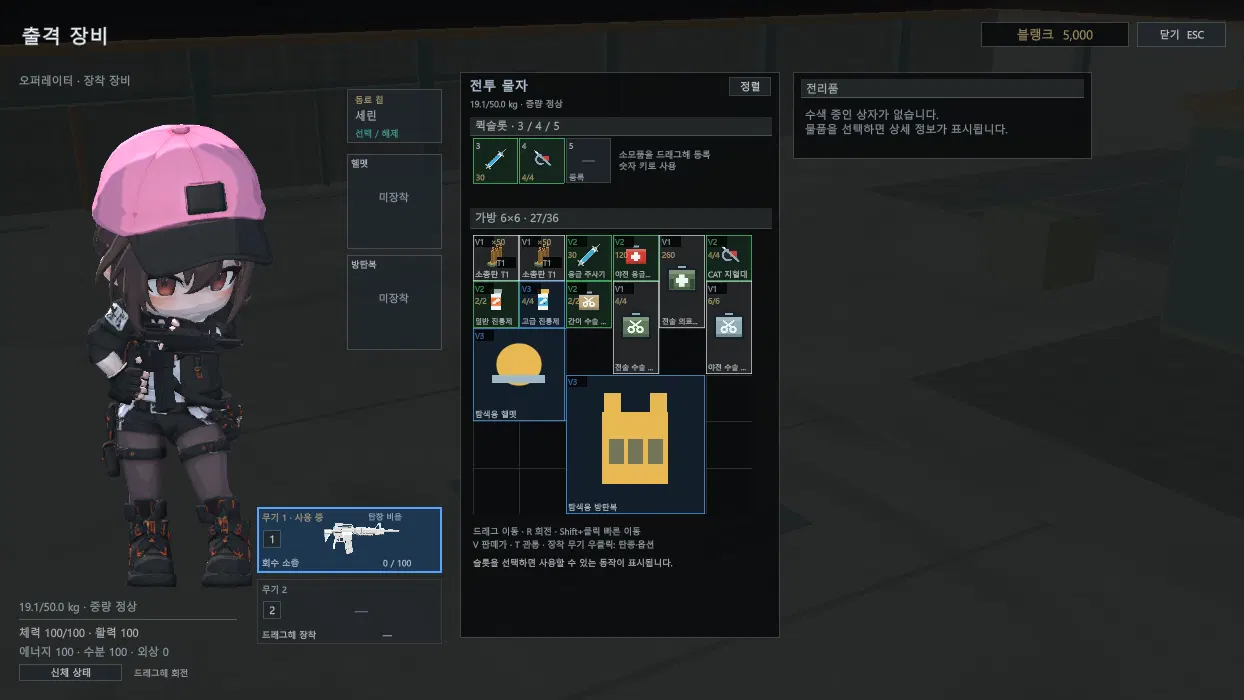 출격 장비
블랭크 5,000
닫기 ESC
오퍼레이터 · 장착 장비
동료 칩
세린
선택 / 해제
헬멧
미장착
방탄복
미장착
무기 1 · 사용 중
탄창 비움
1
회수 소총
0 / 100
무기 2
2
—
드래그해 장착
—
19.1/50.0 kg · 중량 정상
체력 100/100 · 활력 100
에너지 100 · 수분 100 · 외상 0
신체 상태
드래그해 회전
전투 물자
정렬
19.1/50.0 kg · 중량 정상
퀵슬롯 · 3 / 4 / 5
3
30
4
4/4
5
—
등록
소모품을 드래그해 등록
숫자 키로 사용
가방 6×6 · 27/36
V1 ×50
T1
소총탄 T1
V1 ×50
T1
소총탄 T1
V2
30
응급 주사기
V2
120
야전 응급...
V1
260
전술 의료...
V2
4/4
CAT 지혈대
V2
2/2
일반 진통제
V3
4/4
고급 진통제
V2
2/2
간이 수술 ...
V1
4/4
전술 수술 ...
V1
6/6
야전 수술 ...
V3
탐색용 헬멧
V3
탐색용 방탄복
드래그 이동 · R 회전 · Shift+클릭 빠른 이동
V 판매가 · T 관통 · 장착 무기 우클릭: 탄종·옵션
슬롯을 선택하면 사용할 수 있는 동작이 표시됩니다.
전리품
수색 중인 상자가 없습니다.
물품을 선택하면 상세 정보가 표시됩니다.